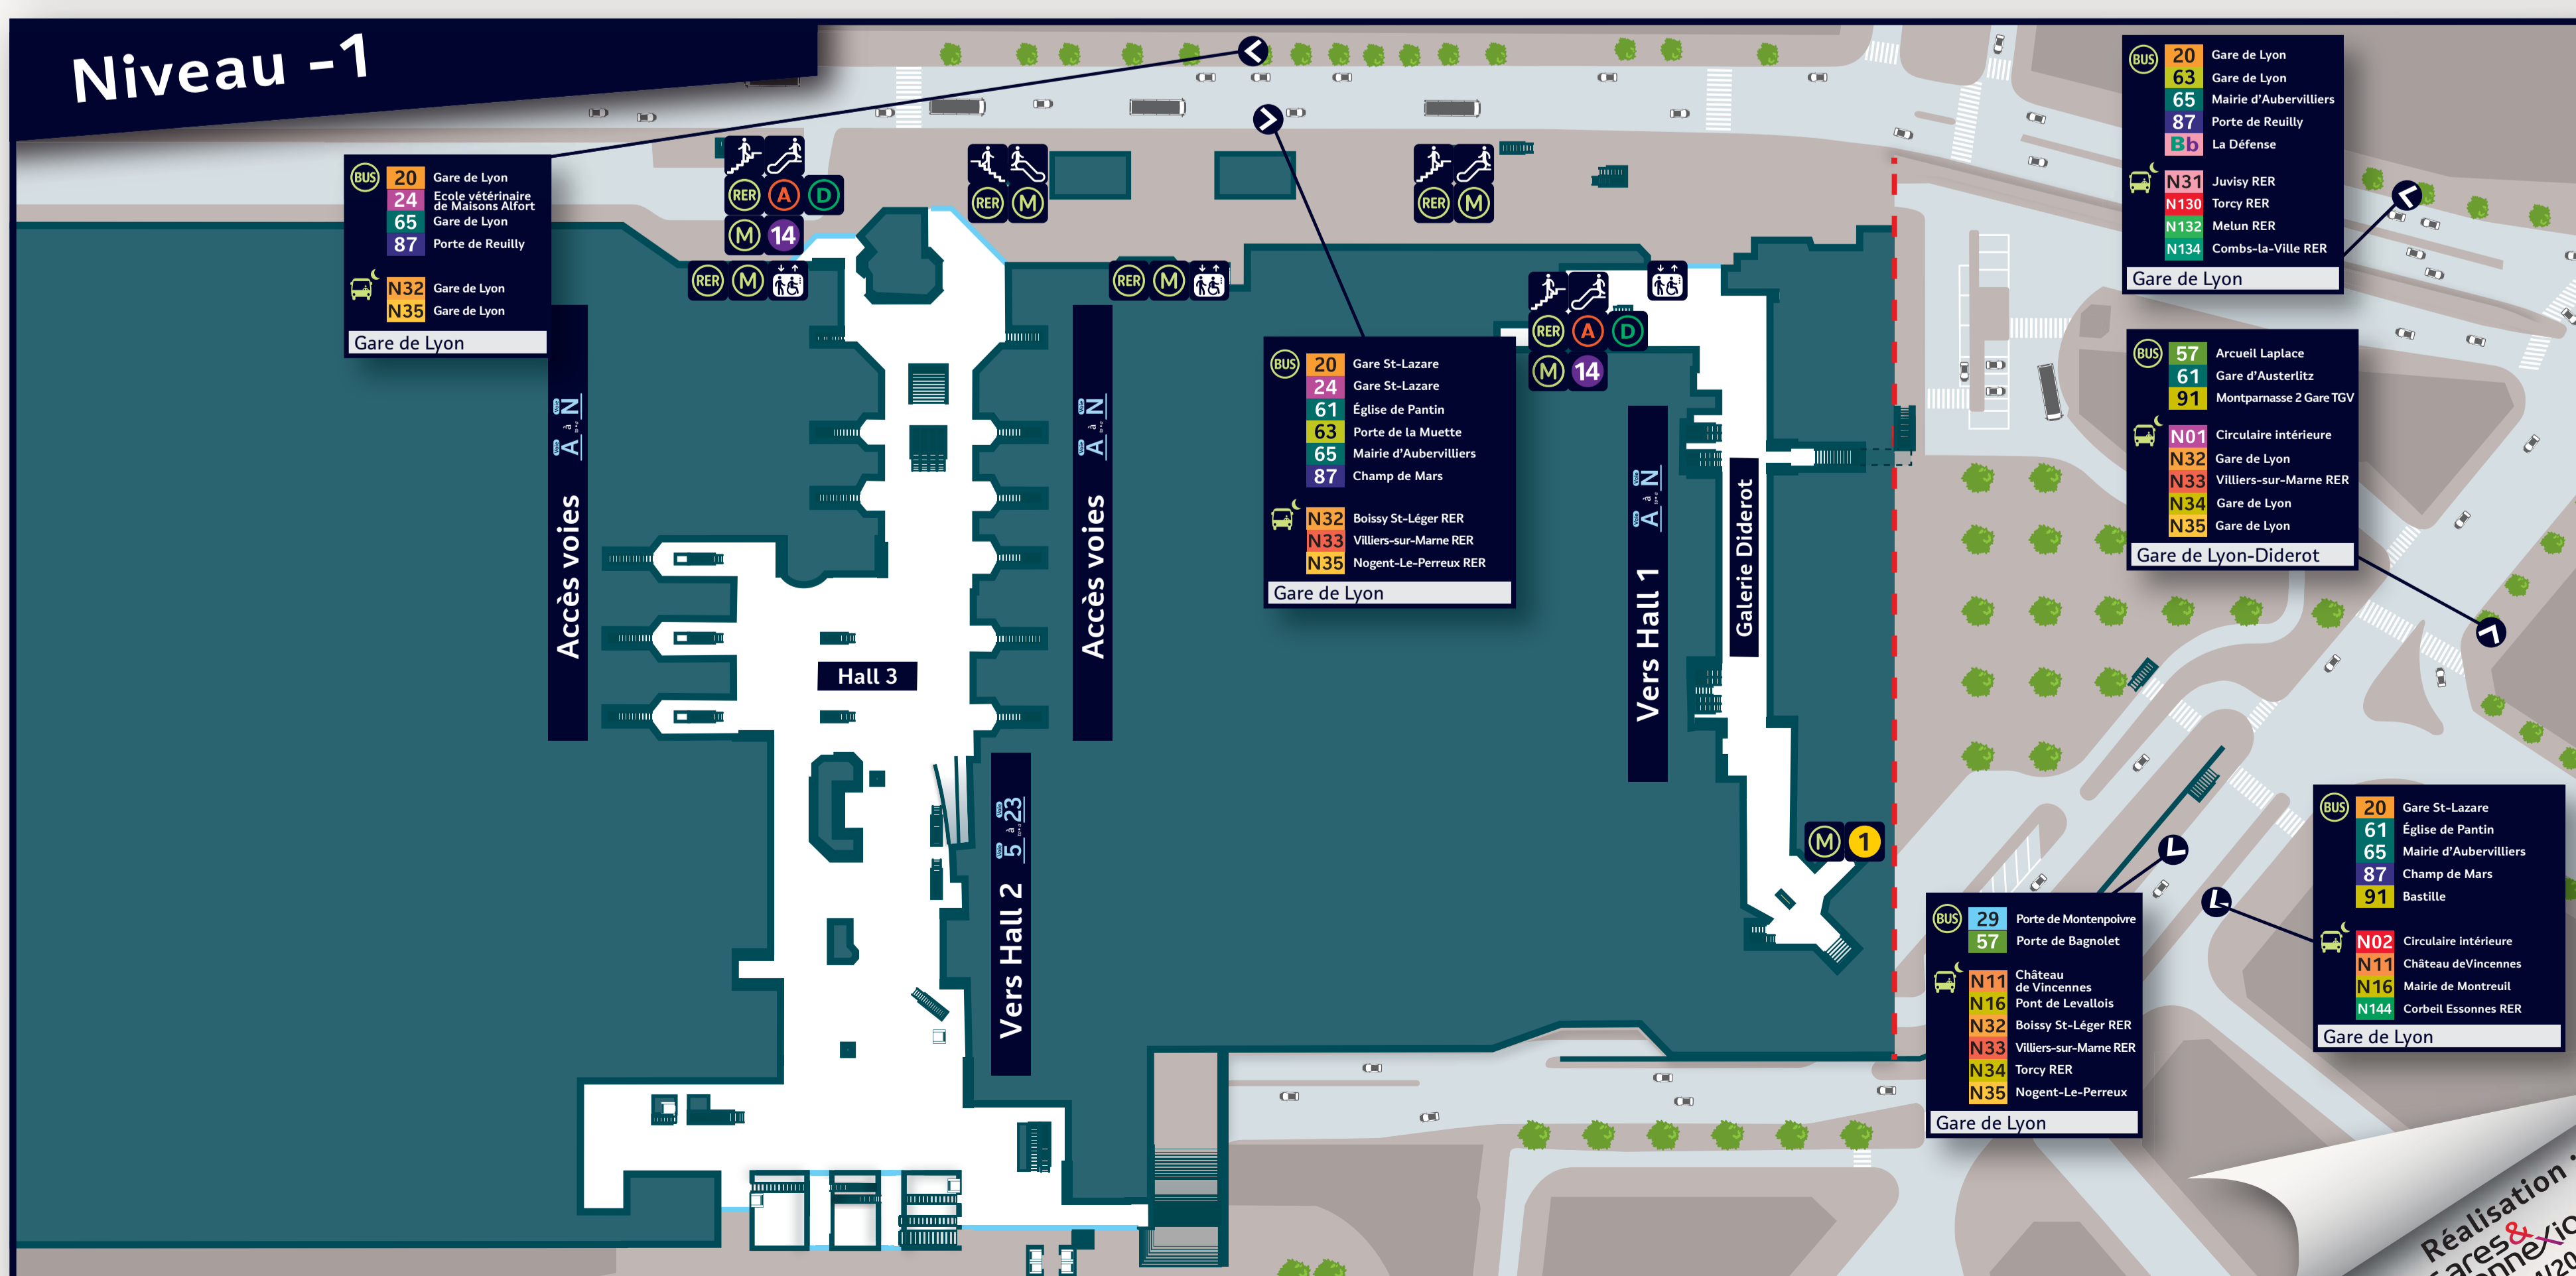 Niveau -1
BUS
20 Gare de Lyon
24 Ecole vétérinaire
de Maisons Alfort
65 Gare de Lyon
87 Porte de Reuilly
N32 Gare de Lyon
N35 Gare de Lyon
Gare de Lyon
RER A D
M 14
RER M
RER M
RER M
RER M
RER A D
M 14
BUS
20 Gare St-Lazare
24 Gare St-Lazare
61 Église de Pantin
63 Porte de la Muette
65 Mairie d'Aubervilliers
87 Champ de Mars
N32 Boissy St-Léger RER
N33 Villiers-sur-Marne RER
N35 Nogent-Le-Perreux RER
Gare de Lyon
BUS
20 Gare de Lyon
63 Gare de Lyon
65 Mairie d'Aubervilliers
87 Porte de Reuilly
Bb La Défense
N31 Juvisy RER
N130 Torcy RER
N132 Melun RER
N134 Combs-la-Ville RER
Gare de Lyon
BUS
57 Arcueil Laplace
61 Gare d'Austerlitz
91 Montparnasse 2 Gare TGV
N01 Circulaire intérieure
N32 Gare de Lyon
N33 Villiers-sur-Marne RER
N34 Gare de Lyon
N35 Gare de Lyon
Gare de Lyon-Diderot
Accès voies A à N
Accès voies A à N
Vers Hall 1 A à N
Galerie Diderot
Hall 3
Vers Hall 2 5 à 23
M 1
BUS
20 Gare St-Lazare
61 Église de Pantin
65 Mairie d'Aubervilliers
87 Champ de Mars
91 Bastille
N02 Circulaire intérieure
N11 Château deVincennes
N16 Mairie de Montreuil
N144 Corbeil Essonnes RER
Gare de Lyon
BUS
29 Porte de Montenpoivre
57 Porte de Bagnolet
N11 Château
de Vincennes
N16 Pont de Levallois
N32 Boissy St-Léger RER
N33 Villiers-sur-Marne RER
N34 Torcy RER
N35 Nogent-Le-Perreux
Gare de Lyon
Réalisation :